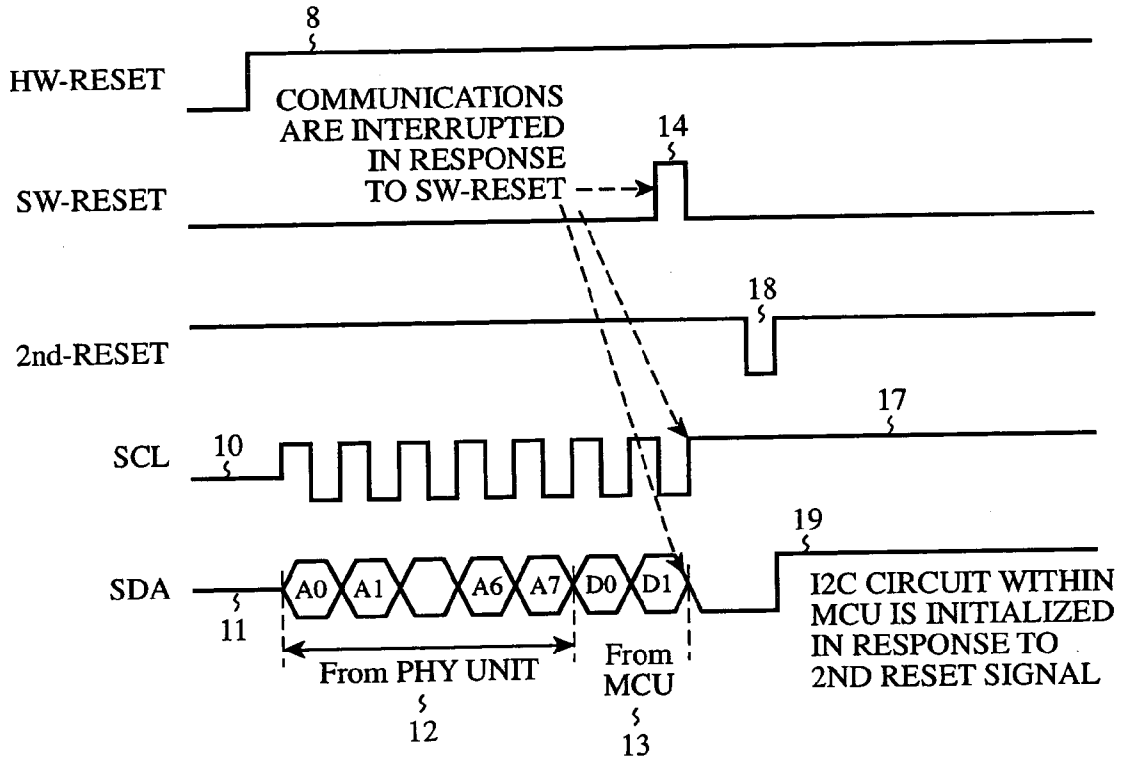 8
HW-RESET
COMMUNICATIONS
ARE INTERRUPTED
IN RESPONSE
TO SW-RESET
14
SW-RESET
18
2nd-RESET
17
SCL
10
19
SDA
A0 A1 A6 A7 D0 D1
11
I2C CIRCUIT WITHIN
MCU IS INITIALIZED
IN RESPONSE TO
2ND RESET SIGNAL
From PHY UNIT
12
From
MCU
13